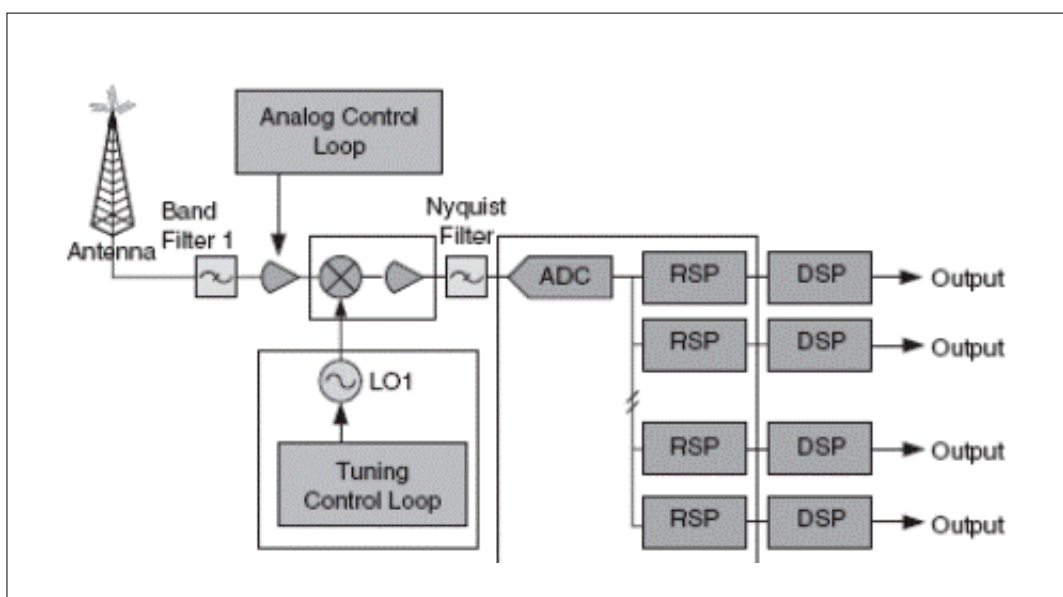 Analog Control
Loop
Band
Filter 1
Antenna
Nyquist
Filter
ADC
RSP
DSP
Output
RSP
DSP
Output
LO1
RSP
DSP
Output
Tuning
Control Loop
RSP
DSP
Output